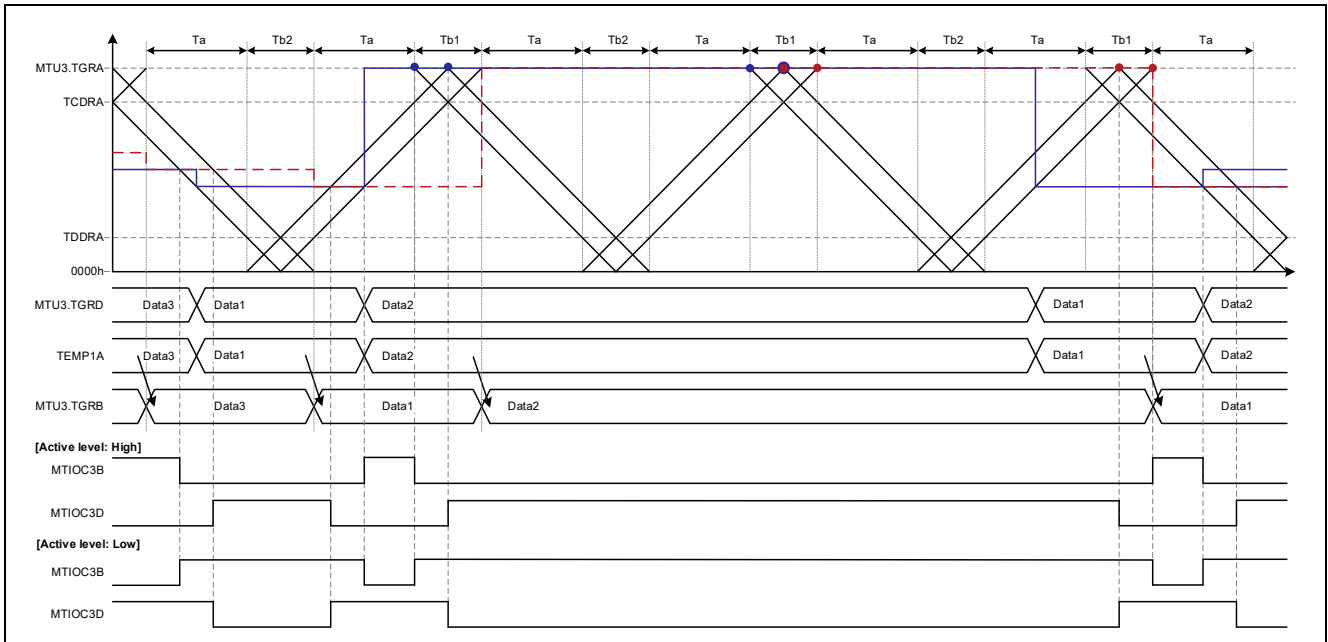 Ta Tb2 Ta Tb1 Ta Tb2 Ta Tb1 Ta Tb2 Ta Tb1 Ta
MTU3.TGRA
TCDRA
TDDRA
0000h
MTU3.TGRD Data3 Data1 Data2 Data1 Data2
TEMP1A Data3 Data1 Data2 Data1 Data2
MTU3.TGRB Data3 Data1 Data2 Data1
[Active level: High]
MTIOC3B
MTIOC3D
[Active level: Low]
MTIOC3B
MTIOC3D